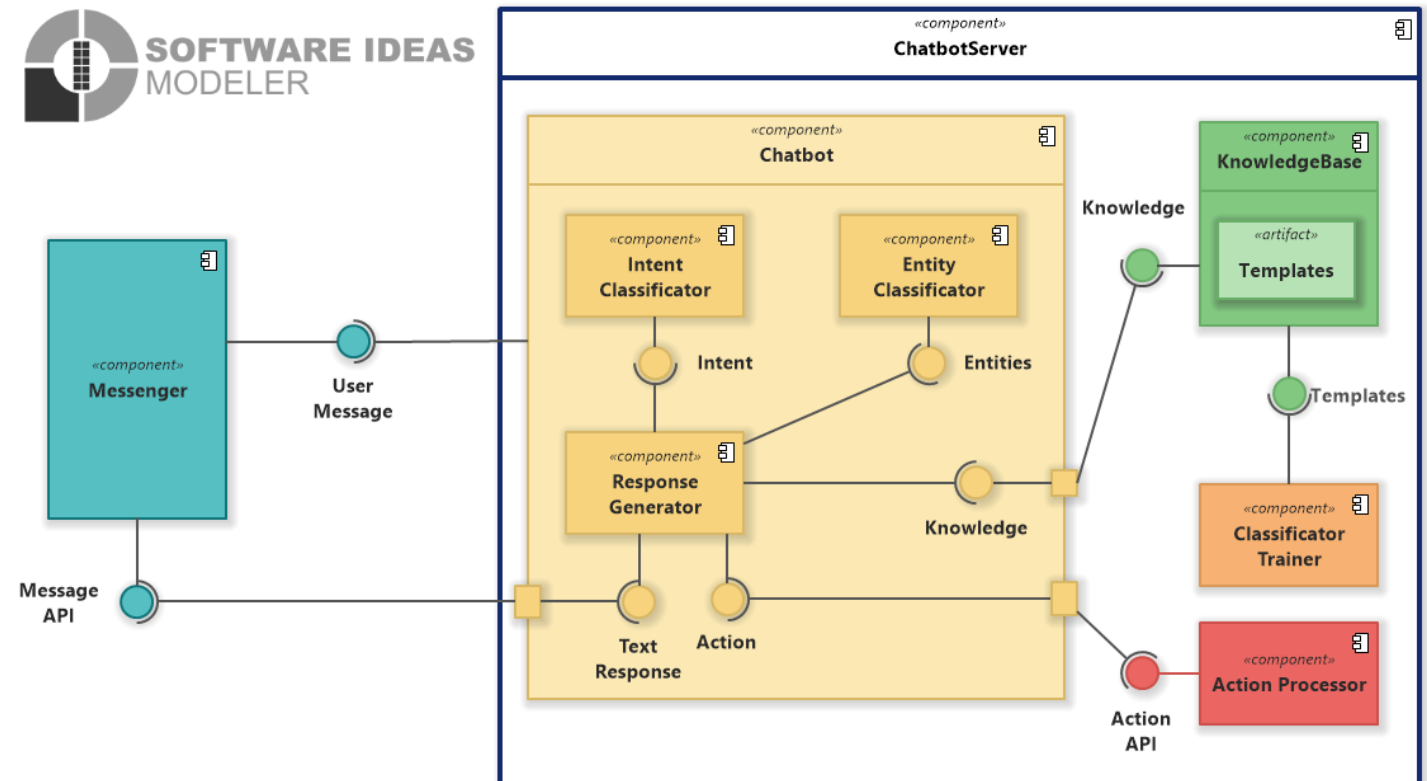 SOFTWARE IDEAS
MODELER
«component»
ChatbotServer
«component»
Chatbot
«component»
KnowledgeBase
«artifact»
Templates
Knowledge
«component»
Intent
Classificator
«component»
Entity
Classificator
Intent
Entities
«component»
Messenger
User
Message
Templates
«component»
Response
Generator
Knowledge
«component»
Classificator
Trainer
Message
API
Text
Response
Action
«component»
Action Processor
Action
API